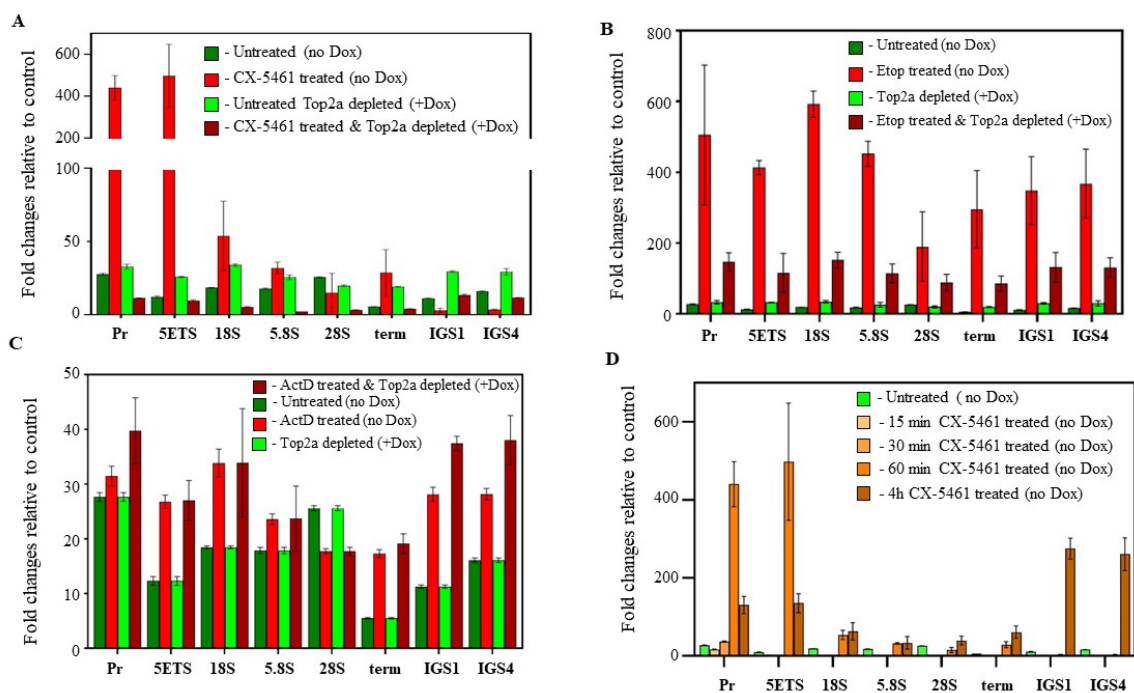 A
Fold changes relative to control
600
400
200
100
50
0
- Untreated (no Dox)
- CX-5461 treated (no Dox)
- Untreated Top2a depleted (+Dox)
- CX-5461 treated & Top2a depleted (+Dox)
Pr 5ETS 18S 5.8S 28S term IGS1 IGS4
B
Fold changes relative to control
800
600
400
200
0
- Untreated (no Dox)
- Etop treated (no Dox)
- Top2a depleted (+Dox)
- Etop treated & Top2a depleted (+Dox)
Pr 5ETS 18S 5.8S 28S term IGS1 IGS4
C
Fold changes relative to control
50
40
30
20
10
0
- ActD treated & Top2a depleted (+Dox)
- Untreated (no Dox)
- ActD treated (no Dox)
- Top2a depleted (+Dox)
Pr 5ETS 18S 5.8S 28S term IGS1 IGS4
D
Fold changes relative to control
600
400
200
0
- Untreated ( no Dox)
- 15 min CX-5461 treated (no Dox)
- 30 min CX-5461 treated (no Dox)
- 60 min CX-5461 treated (no Dox)
- 4h CX-5461 treated (no Dox)
Pr 5ETS 18S 5.8S 28S term IGS1 IGS4